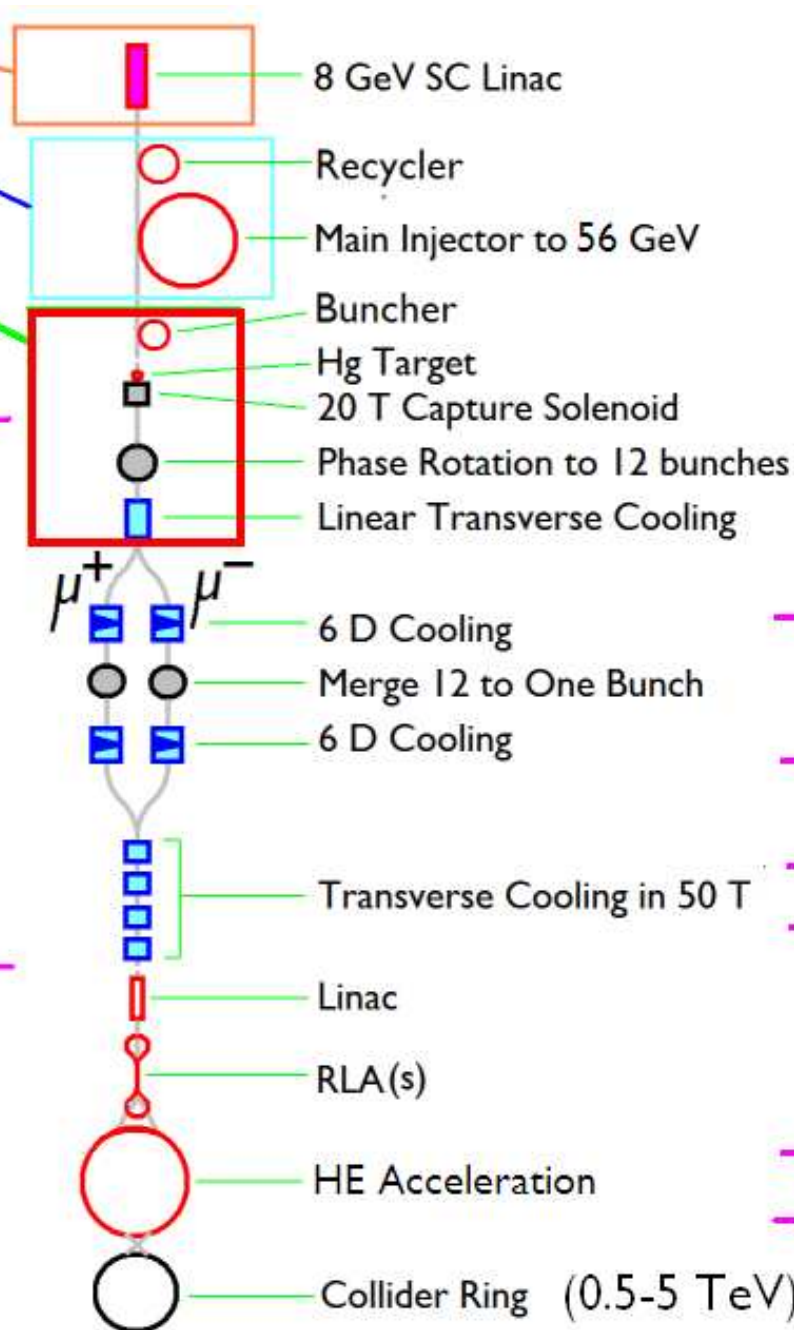 8 GeV SC Linac
Recycler
Main Injector to 56 GeV
Buncher
Hg Target
20 T Capture Solenoid
Phase Rotation to 12 bunches
Linear Transverse Cooling
μ+ μ−
6 D Cooling
Merge 12 to One Bunch
6 D Cooling
Transverse Cooling in 50 T
Linac
RLA(s)
HE Acceleration
Collider Ring (0.5-5 TeV)